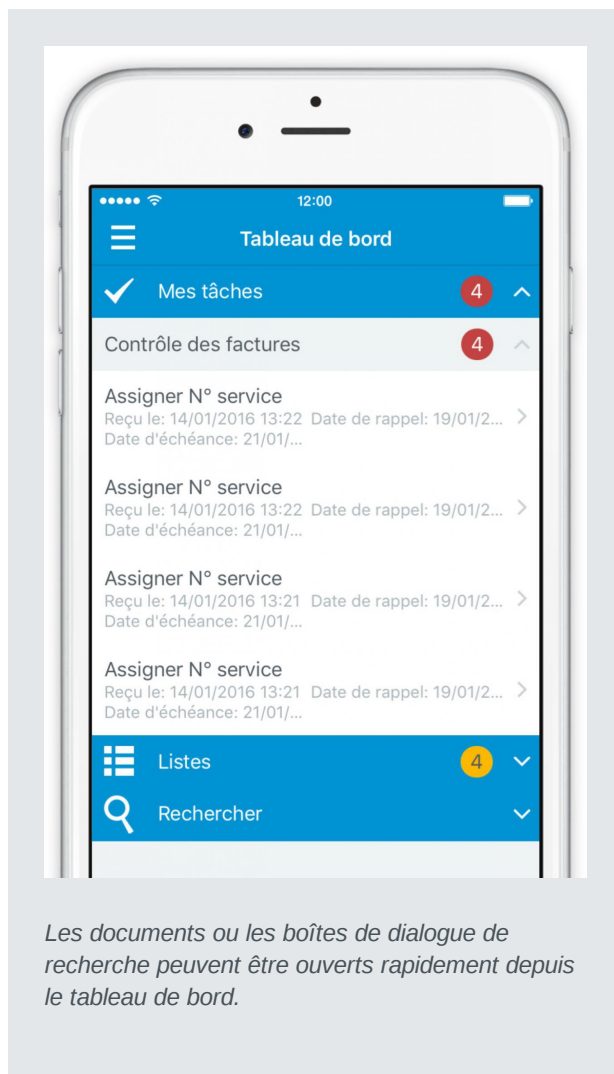 12:00
Tableau de bord
Mes tâches 4
Contrôle des factures 4
Assigner N° service
Reçu le: 14/01/2016 13:22 Date de rappel: 19/01/2...
Date d'échéance: 21/01/...
Assigner N° service
Reçu le: 14/01/2016 13:22 Date de rappel: 19/01/2...
Date d'échéance: 21/01/...
Assigner N° service
Reçu le: 14/01/2016 13:21 Date de rappel: 19/01/2...
Date d'échéance: 21/01/...
Assigner N° service
Reçu le: 14/01/2016 13:21 Date de rappel: 19/01/2...
Date d'échéance: 21/01/...
Listes 4
Rechercher
Les documents ou les boîtes de dialogue de
recherche peuvent être ouverts rapidement depuis
le tableau de bord.